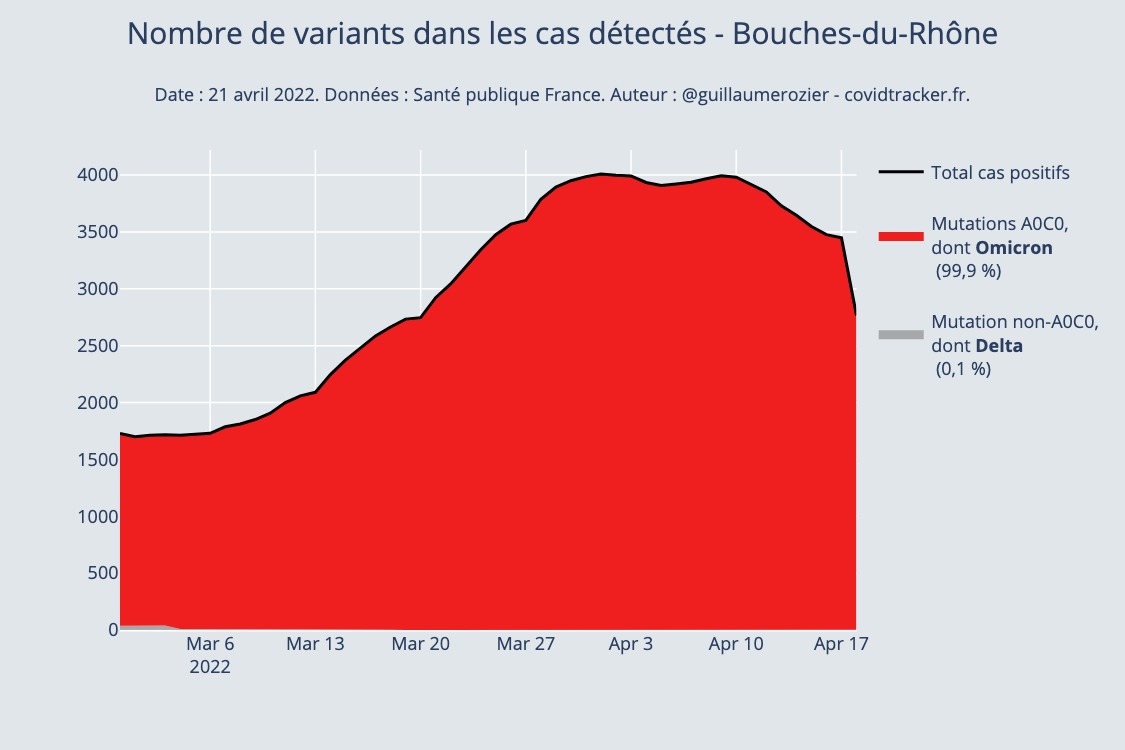 Nombre de variants dans les cas détectés - Bouches-du-Rhône
Date : 21 avril 2022. Données : Santé publique France. Auteur : @guillaumerozier - covidtracker.fr.
4000
3500
3000
2500
2000
1500
1000
500
0
Mar 6
2022
Mar 13
Mar 20
Mar 27
Apr 3
Apr 10
Apr 17
Total cas positifs
Mutations A0C0,
dont Omicron
(99,9 %)
Mutation non-A0C0,
dont Delta
(0,1 %)